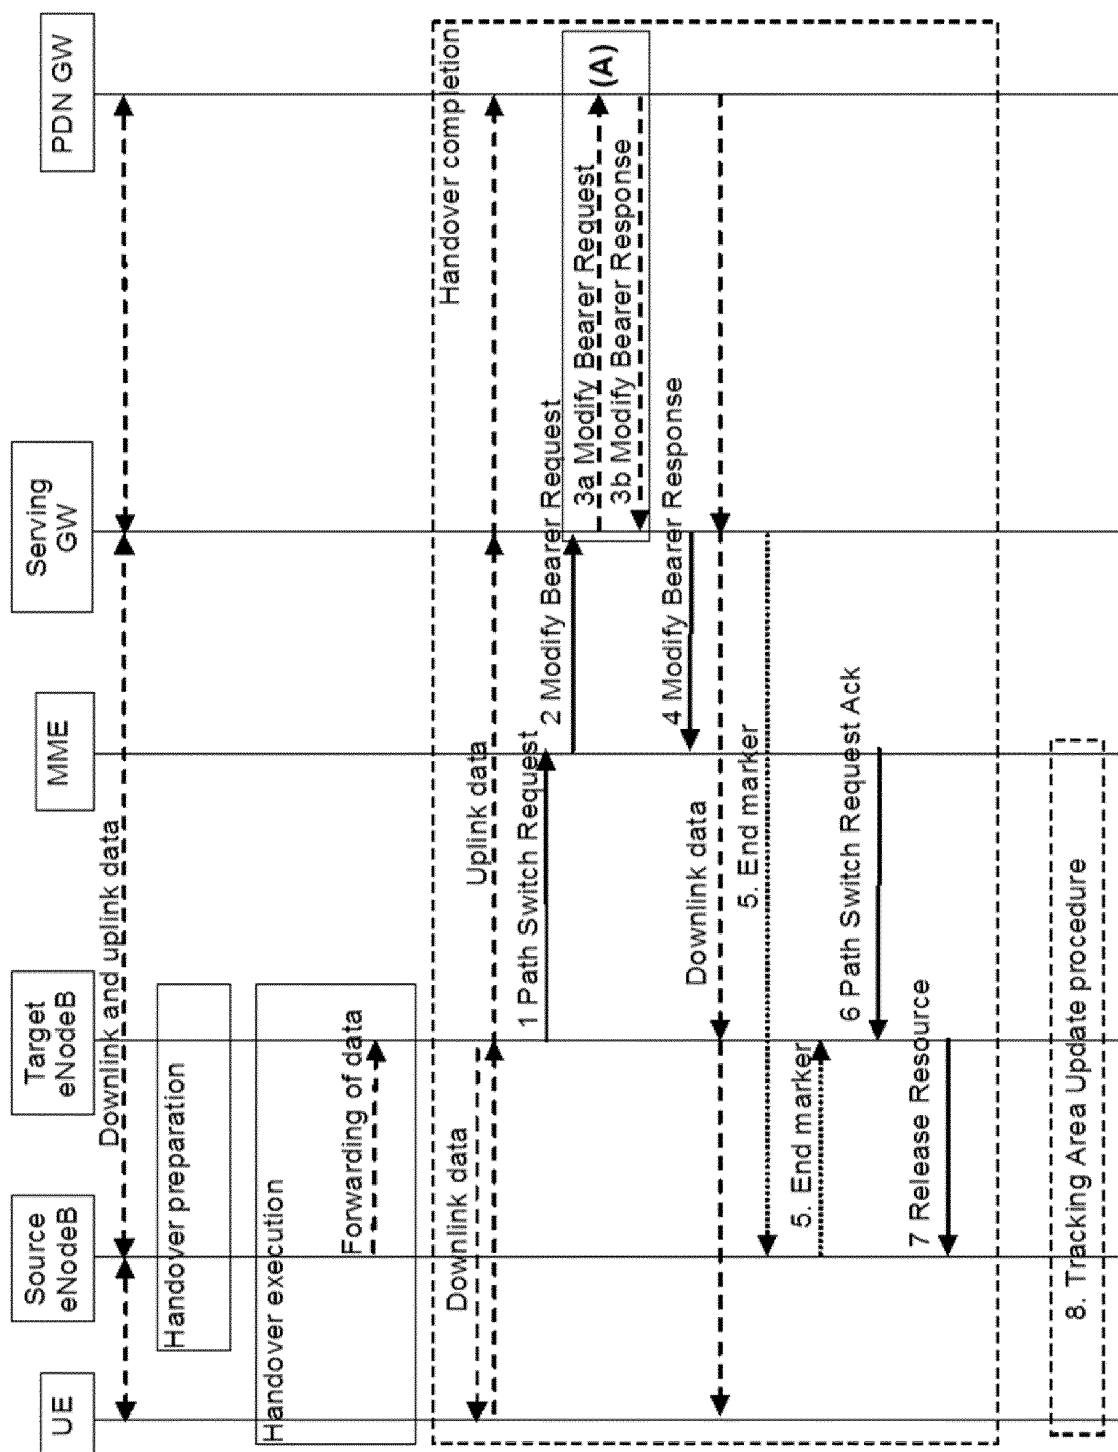 UE
Source
eNodeB
Target
eNodeB
MME
Serving
GW
PDN GW
Downlink and uplink data
Handover preparation
Handover execution
Forwarding of data
Handover completion
Downlink data
Uplink data
1 Path Switch Request
2 Modify Bearer Request
3a Modify Bearer Request
(A)
3b Modify Bearer Response
4 Modify Bearer Response
Downlink data
5. End marker
5. End marker
6 Path Switch Request Ack
7 Release Resource
8. Tracking Area Update procedure